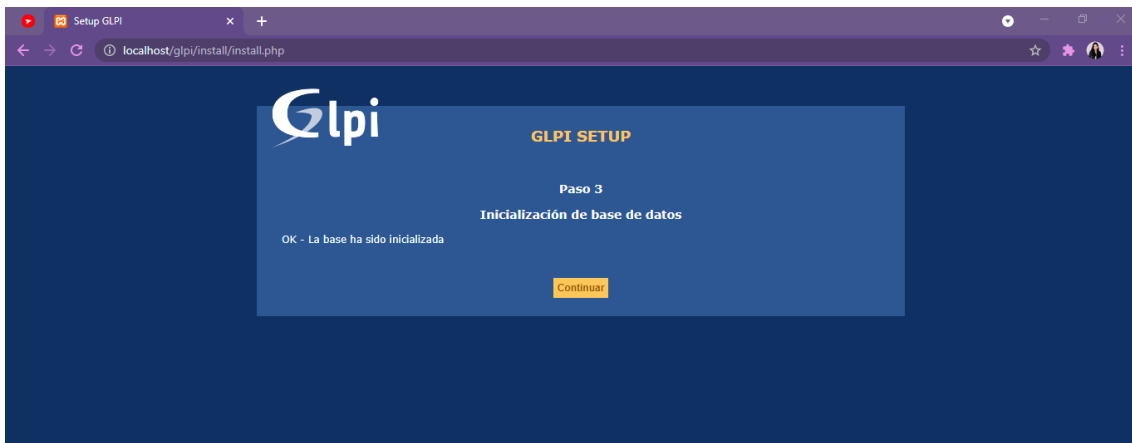 Setup GLPI
localhost/glpi/install/install.php
Glpi
GLPI SETUP
Paso 3
Inicialización de base de datos
OK - La base ha sido inicializada
Continuar